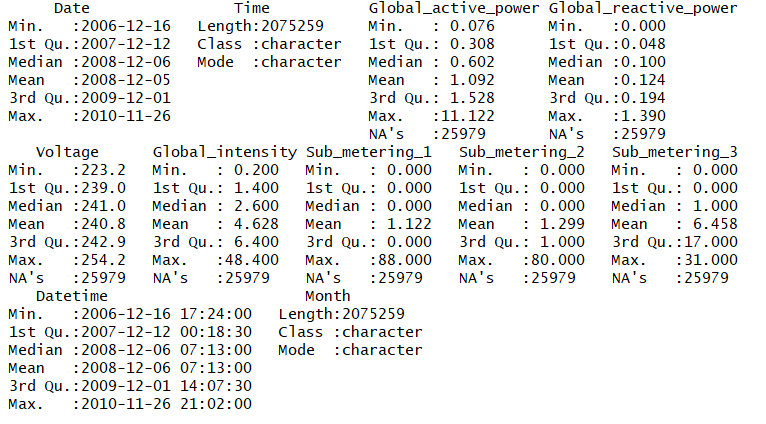 Date                Time           Global_active_power Global_reactive_power
Min.   :2006-12-16   Length:2075259     Min.   : 0.076      Min.   :0.000
1st Qu.:2007-12-12   Class :character   1st Qu.: 0.308      1st Qu.:0.048
Median :2008-12-06   Mode  :character   Median : 0.602      Median :0.100
Mean   :2008-12-05                      Mean   : 1.092      Mean   :0.124
3rd Qu.:2009-12-01                      3rd Qu.: 1.528      3rd Qu.:0.194
Max.   :2010-11-26                      Max.   :11.122      Max.   :1.390
                                        NA's   :25979       NA's   :25979
   Voltage      Global_intensity Sub_metering_1   Sub_metering_2   Sub_metering_3
Min.   :223.2   Min.   : 0.200   Min.   : 0.000   Min.   : 0.000   Min.   : 0.000
1st Qu.:239.0   1st Qu.: 1.400   1st Qu.: 0.000   1st Qu.: 0.000   1st Qu.: 0.000
Median :241.0   Median : 2.600   Median : 0.000   Median : 0.000   Median : 1.000
Mean   :240.8   Mean   : 4.628   Mean   : 1.122   Mean   : 1.299   Mean   : 6.458
3rd Qu.:242.9   3rd Qu.: 6.400   3rd Qu.: 0.000   3rd Qu.: 1.000   3rd Qu.:17.000
Max.   :254.2   Max.   :48.400   Max.   :88.000   Max.   :80.000   Max.   :31.000
NA's   :25979   NA's   :25979    NA's   :25979    NA's   :25979    NA's   :25979
   Datetime                      Month
Min.   :2006-12-16 17:24:00   Length:2075259
1st Qu.:2007-12-12 00:18:30   Class :character
Median :2008-12-06 07:13:00   Mode  :character
Mean   :2008-12-06 07:13:00
3rd Qu.:2009-12-01 14:07:30
Max.   :2010-11-26 21:02:00